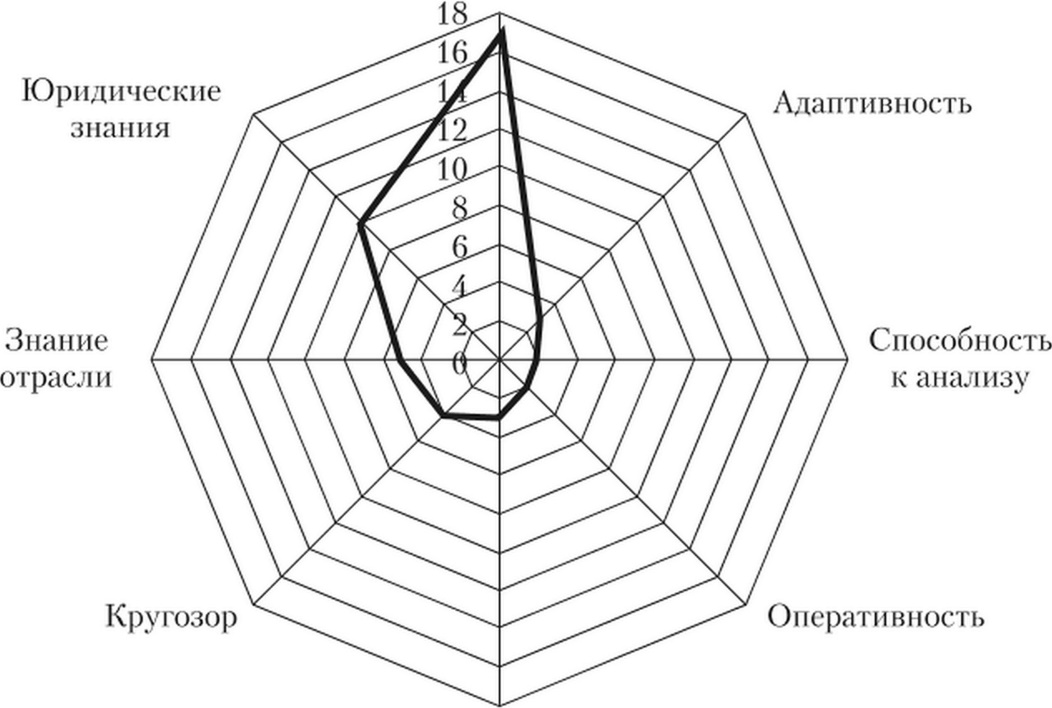 18
16
14
12
10
8
6
4
2
0
Юридические
знания
Адаптивность
Знание
отрасли
Способность
к анализу
Кругозор
Оперативность